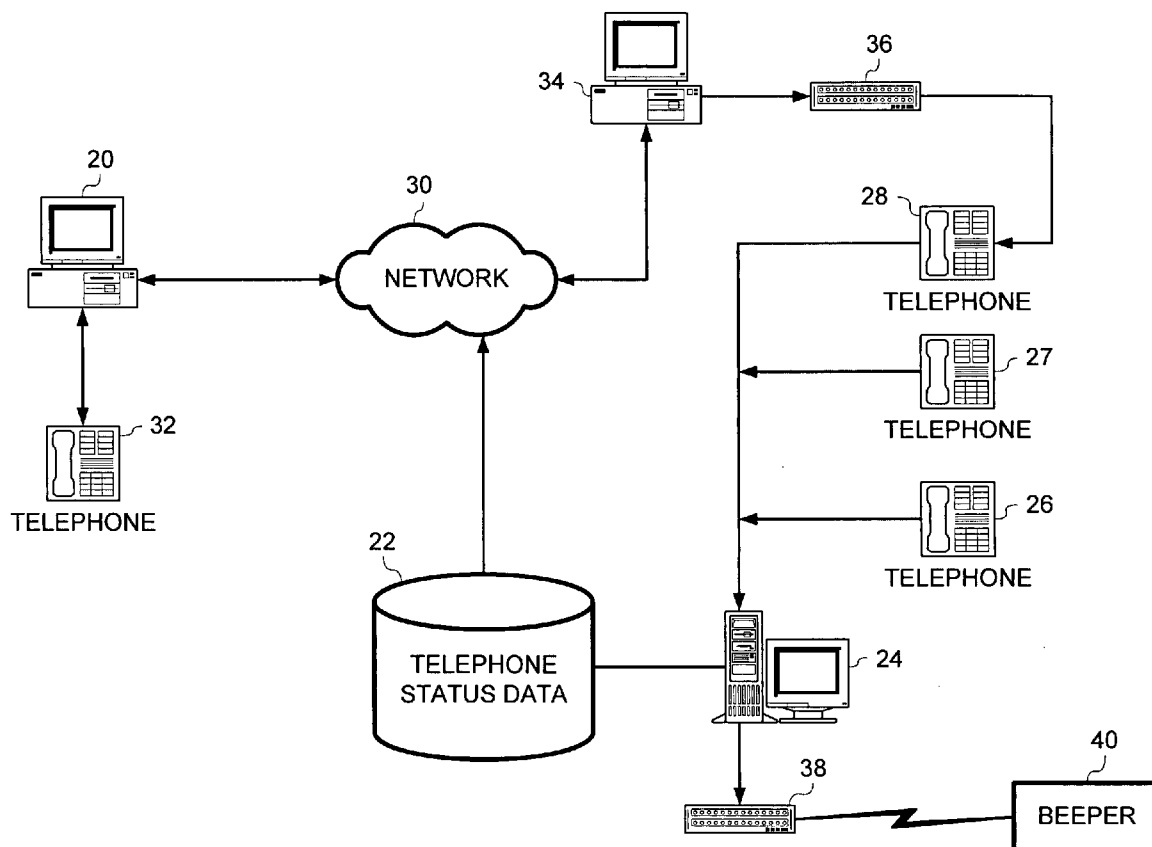 36
34
20
30
28
NETWORK
TELEPHONE
27
32
TELEPHONE
TELEPHONE
26
22
TELEPHONE
TELEPHONE
STATUS DATA
24
38
40
BEEPER